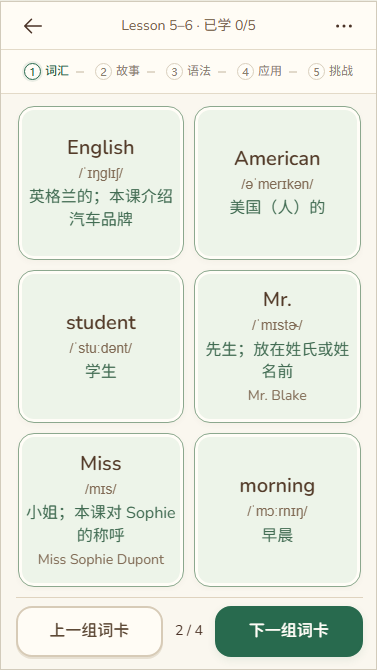 Lesson 5–6 · 已学 0/5
1 词汇 – 2 故事 – 3 语法 – 4 应用 – 5 挑战
English
/ˈɪŋglɪʃ/
英格兰的；本课介绍
汽车品牌
American
/əˈmerɪkən/
美国（人）的
student
/ˈstuːdənt/
学生
Mr.
/ˈmɪstɚ/
先生；放在姓氏或姓
名前
Mr. Blake
Miss
/mɪs/
小姐；本课对 Sophie
的称呼
Miss Sophie Dupont
morning
/ˈmɔːrnɪŋ/
早晨
上一组词卡 2 / 4 下一组词卡